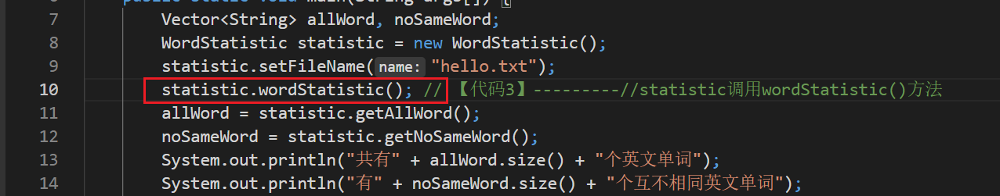 public static void main(String args[]) {
7 Vector<String> allWord, noSameWord;
8 WordStatistic statistic = new WordStatistic();
9 statistic.setFileName(name: "hello.txt");
10 statistic.wordStatistic(); // 【代码3】---------//statistic调用wordStatistic()方法
11 allWord = statistic.getAllWord();
12 noSameWord = statistic.getNoSameWord();
13 System.out.println("共有" + allWord.size() + "个英文单词");
14 System.out.println("有" + noSameWord.size() + "个互不相同英文单词");